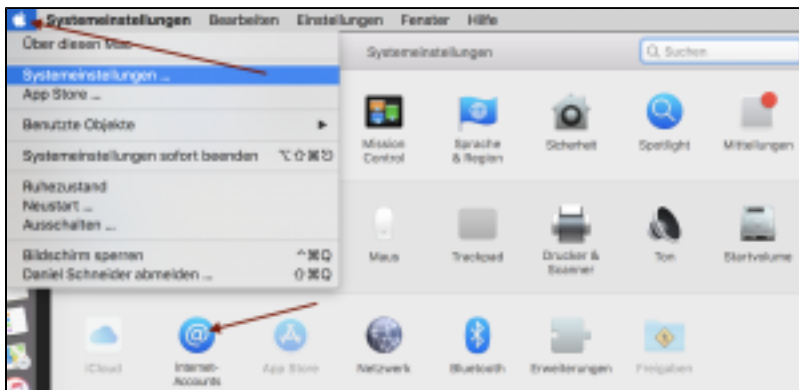 Systemeinstellungen Bearbeiten Einstellungen Fenster Hilfe
Über diesen Mac
Systemeinstellungen ...
App Store ...
Benutzte Objekte
Systemeinstellungen sofort beenden ⌥⇧⌘⎋
Ruhezustand
Neustart ...
Ausschalten ...
Bildschirm sperren ^⌘Q
Daniel Schneider abmelden ... ⇧⌘Q
Systemeinstellungen
Suchen
Mission
Control
Sprache
& Region
Sicherheit
Spotlight
Mitteilungen
Maus
Trackpad
Drucker &
Scanner
Ton
Startvolume
iCloud
Internet-
Accounts
App Store
Netzwerk
Bluetooth
Erweiterungen
Freigaben